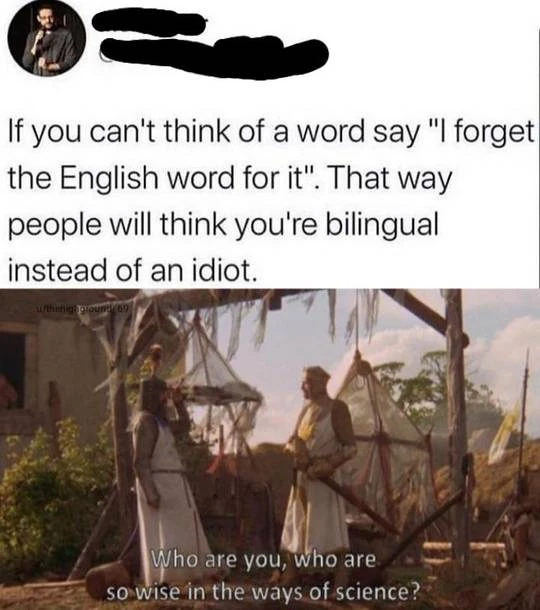 If you can't think of a word say "I forget
the English word for it". That way
people will think you're bilingual
instead of an idiot.
Who are you, who are
so wise in the ways of science?